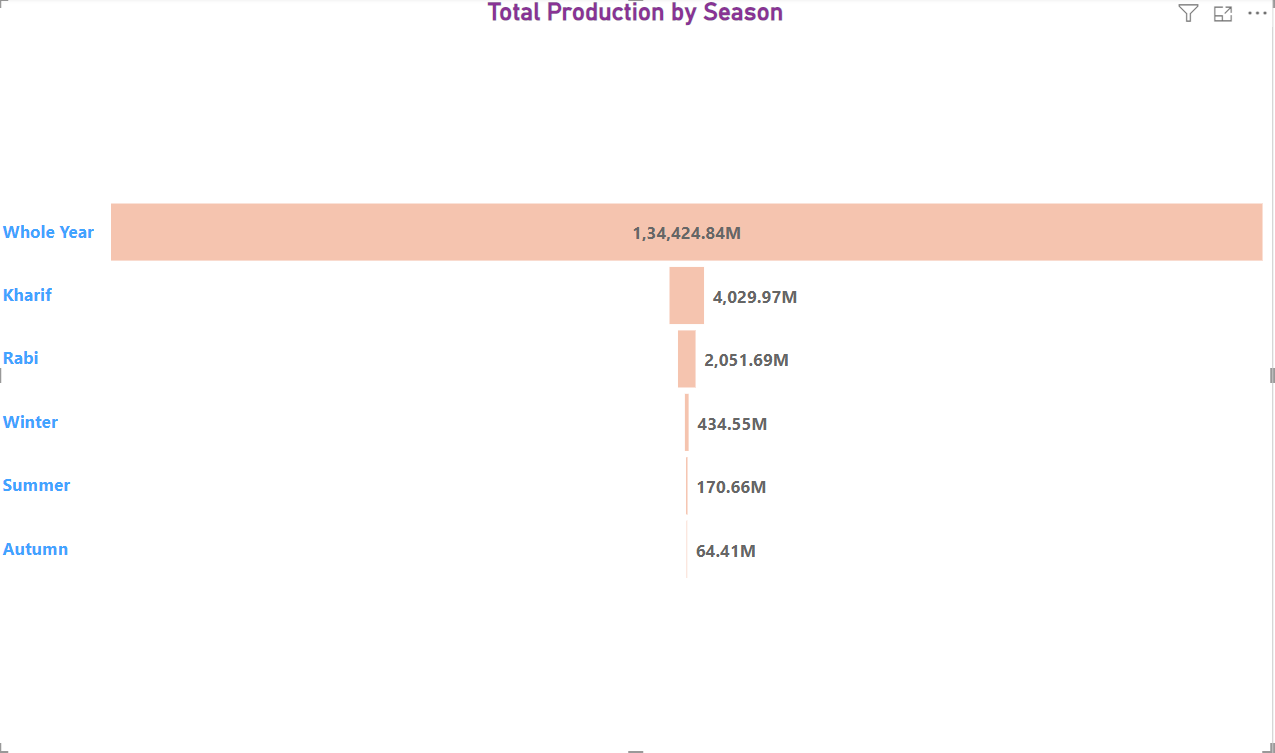 Total Production by Season
Whole Year 1,34,424.84M
Kharif 4,029.97M
Rabi 2,051.69M
Winter 434.55M
Summer 170.66M
Autumn 64.41M